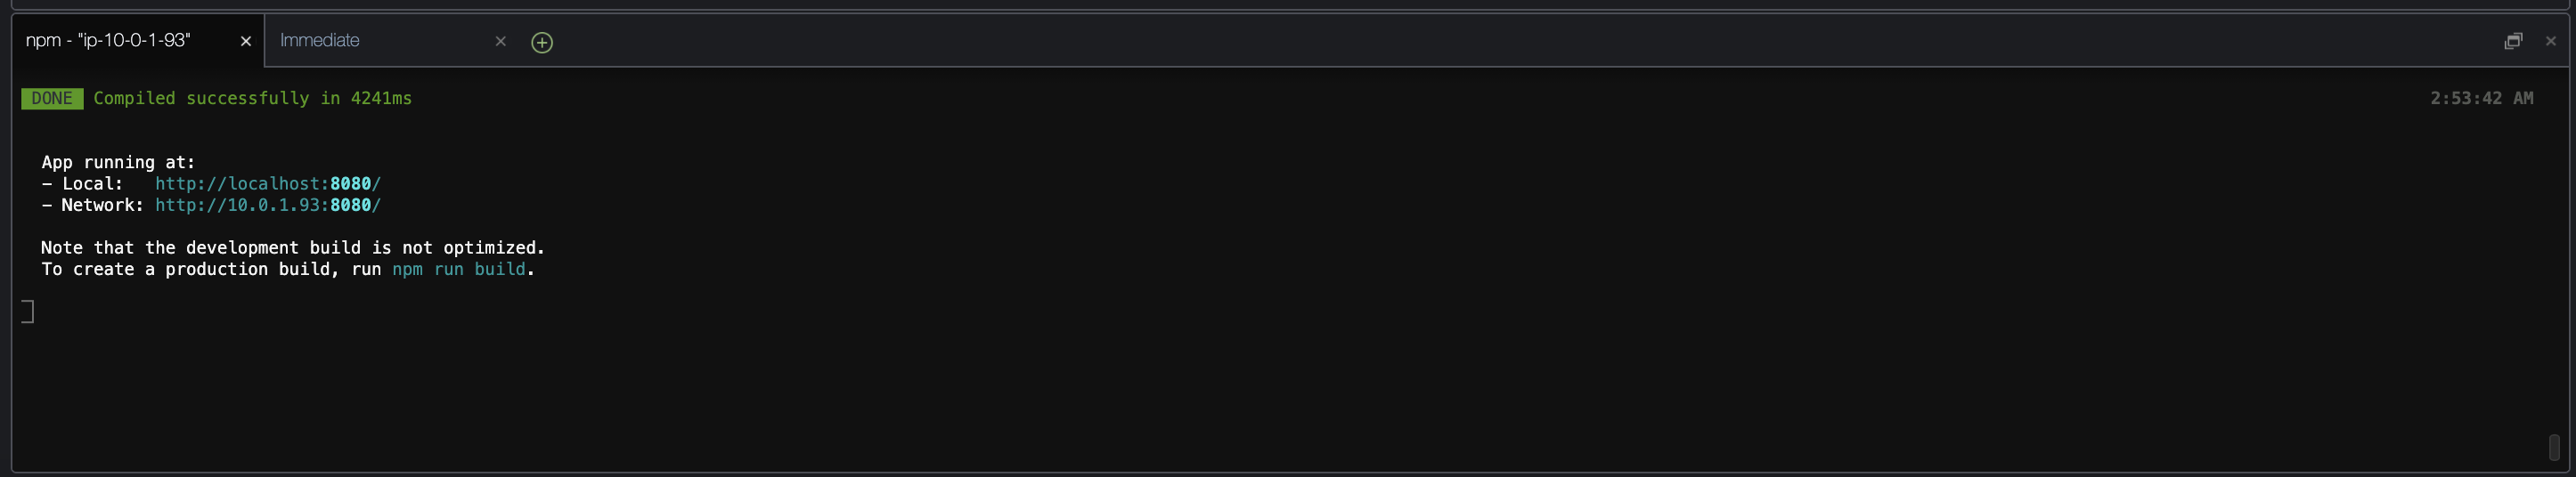 npm - "ip-10-0-1-93" × Immediate ×
DONE Compiled successfully in 4241ms 2:53:42 AM
App running at:
- Local: http://localhost:8080/
- Network: http://10.0.1.93:8080/
Note that the development build is not optimized.
To create a production build, run npm run build.